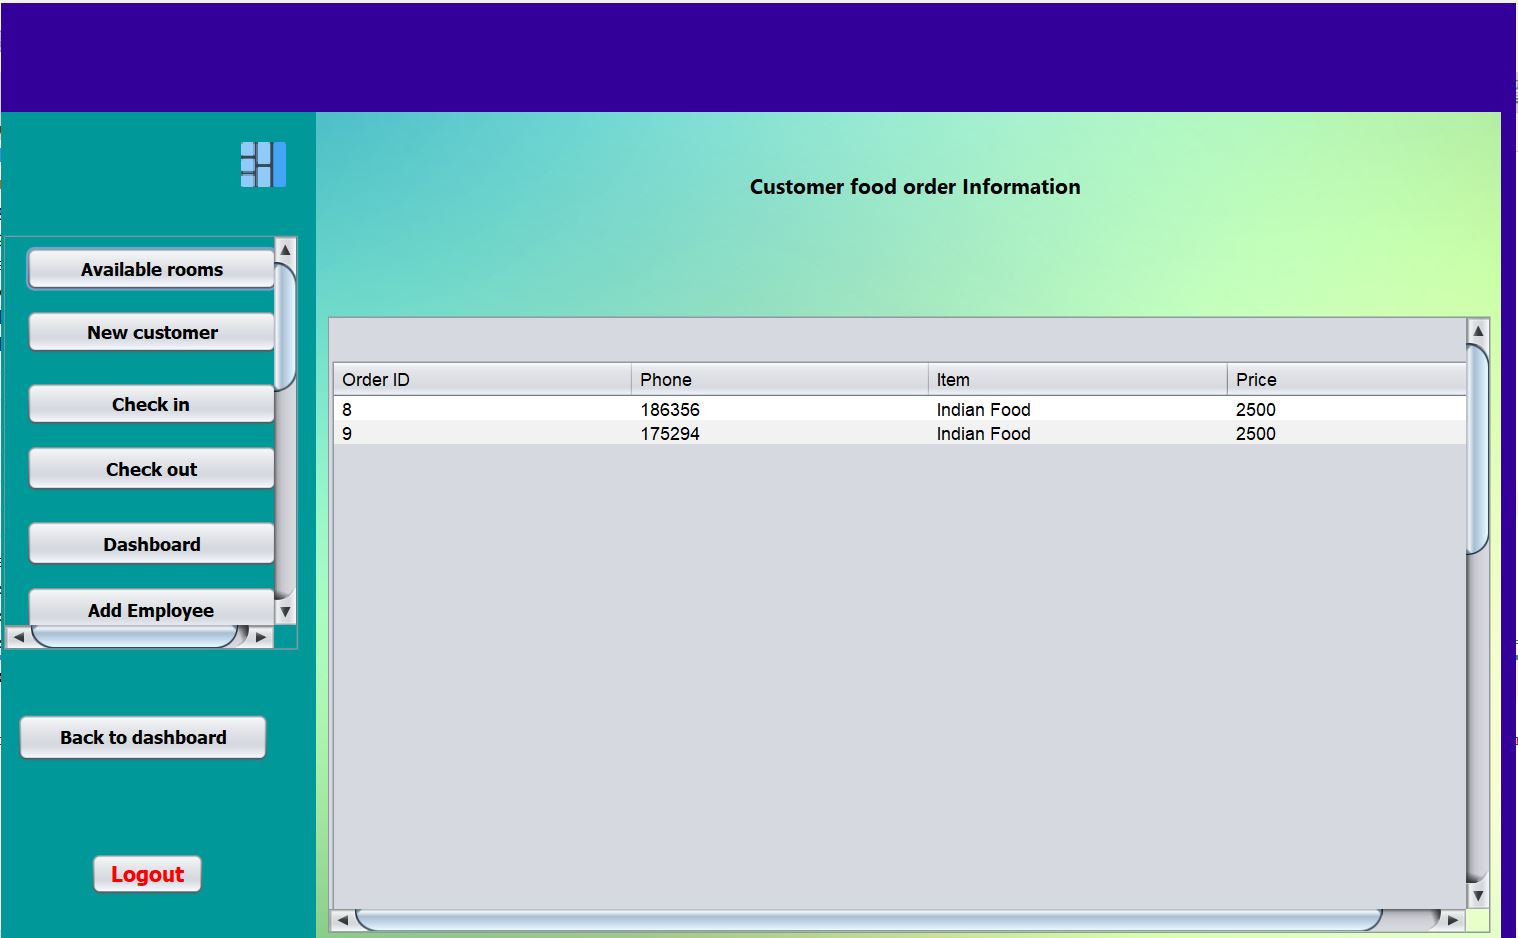 Customer food order Information
Available rooms
New customer
Check in
Check out
Dashboard
Add Employee
Back to dashboard
Logout
Order ID Phone Item Price
8 186356 Indian Food 2500
9 175294 Indian Food 2500